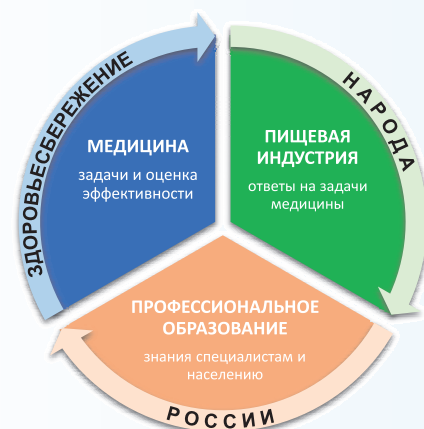 ЗДОРОВЬЕСБЕРЕЖЕНИЕ
НАРОДА
РОССИИ
МЕДИЦИНА
задачи и оценка
эффективности
ПИЩЕВАЯ
ИНДУСТРИЯ
ответы на задачи
медицины
ПРОФЕССИОНАЛЬНОЕ
ОБРАЗОВАНИЕ
знания специалистам и
населению